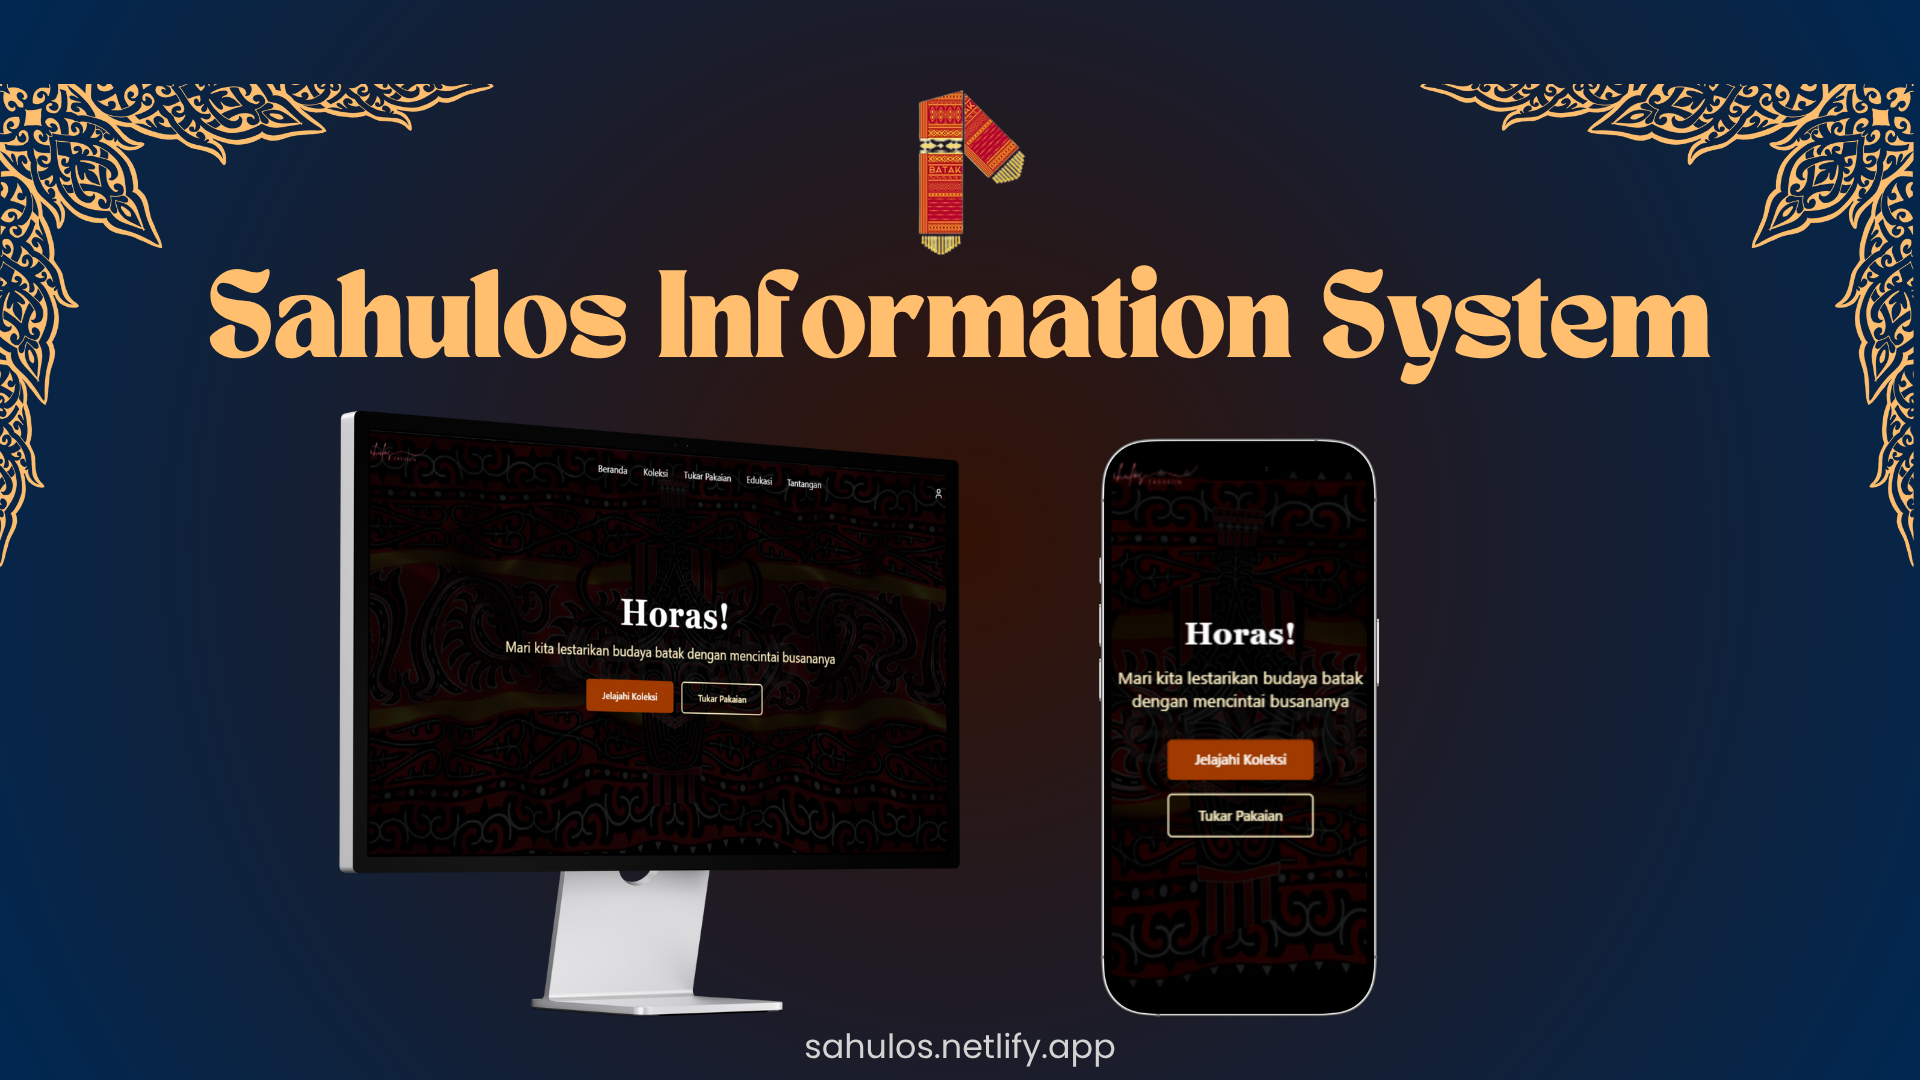 BATAK
Sahulos Information System
Beranda Koleksi Tukar Pakaian Edukasi Tantangan
Horas!
Mari kita lestarikan budaya batak dengan mencintai busananya
Jelajahi Koleksi Tukar Pakaian
Horas!
Mari kita lestarikan budaya batak
dengan mencintai busananya
Jelajahi Koleksi
Tukar Pakaian
sahulos.netlify.app